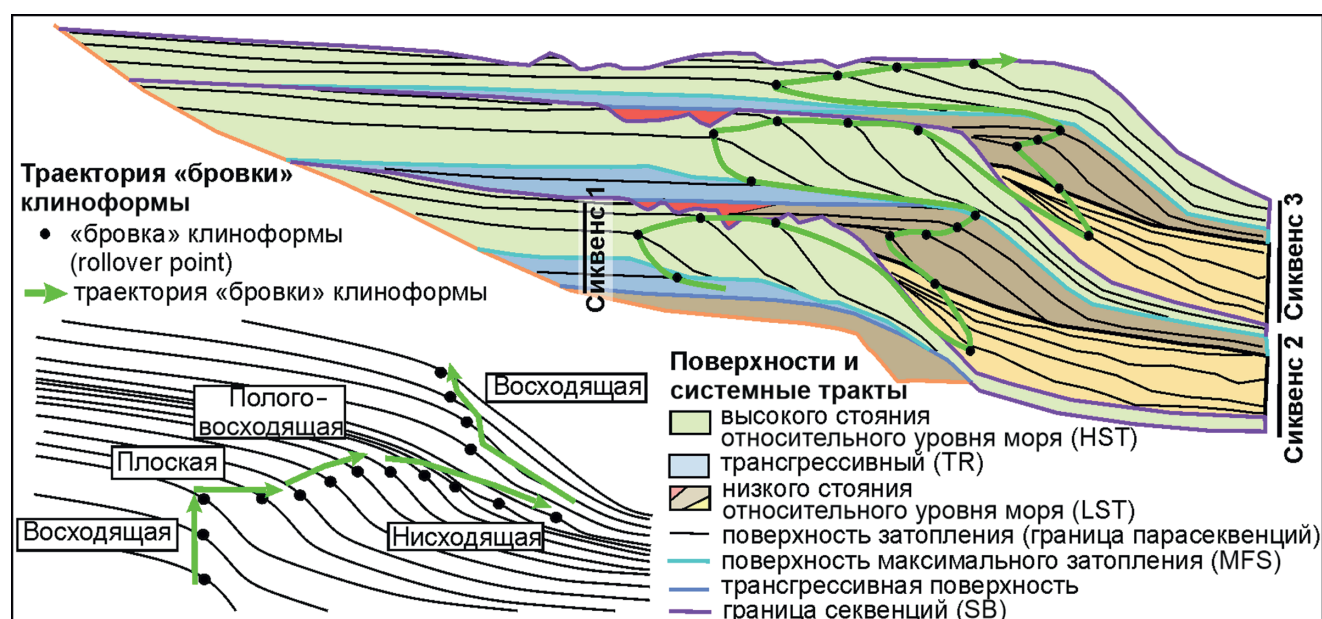 Траектория «бровки»
клиноформы
«бровка» клиноформы
(rollover point)
траектория «бровки» клиноформы
Сиквенс 1
Сиквенс 3
Сиквенс 2
Восходящая
Полого-
восходящая
Плоская
Восходящая
Нисходящая
Поверхности и
системные тракты
высокого стояния
относительного уровня моря (HST)
трансгрессивный (TR)
низкого стояния
относительного уровня моря (LST)
поверхность затопления (граница парасеквенций)
поверхность максимального затопления (MFS)
трансгрессивная поверхность
граница секвенций (SB)